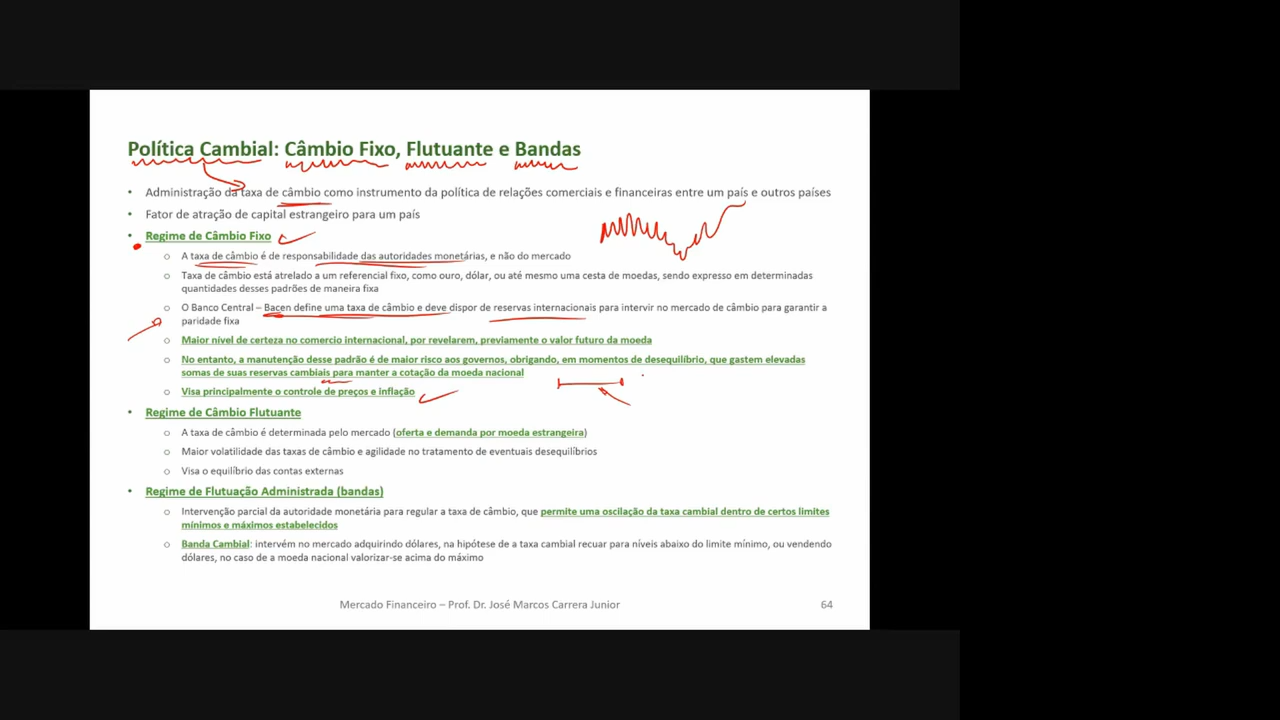 Política Cambial: Câmbio Fixo, Flutuante e Bandas
• Administração da taxa de câmbio como instrumento da política de relações comerciais e financeiras entre um país e outros países
• Fator de atração de capital estrangeiro para um país
• Regime de Câmbio Fixo
o A taxa de câmbio é de responsabilidade das autoridades monetárias, e não do mercado
o Taxa de câmbio está atrelado a um referencial fixo, como ouro, dólar, ou até mesmo uma cesta de moedas, sendo expresso em determinadas
quantidades desses padrões de maneira fixa
o O Banco Central – Bacen define uma taxa de câmbio e deve dispor de reservas internacionais para intervir no mercado de câmbio para garantir a
paridade fixa
o Maior nível de certeza no comercio internacional, por revelarem, previamente o valor futuro da moeda
o No entanto, a manutenção desse padrão é de maior risco aos governos, obrigando, em momentos de desequilíbrio, que gastem elevadas
somas de suas reservas cambiais para manter a cotação da moeda nacional
o Visa principalmente o controle de preços e inflação
• Regime de Câmbio Flutuante
o A taxa de câmbio é determinada pelo mercado (oferta e demanda por moeda estrangeira)
o Maior volatilidade das taxas de câmbio e agilidade no tratamento de eventuais desequilíbrios
o Visa o equilíbrio das contas externas
• Regime de Flutuação Administrada (bandas)
o Intervenção parcial da autoridade monetária para regular a taxa de câmbio, que permite uma oscilação da taxa cambial dentro de certos limites
mínimos e máximos estabelecidos
o Banda Cambial: intervém no mercado adquirindo dólares, na hipótese de a taxa cambial recuar para níveis abaixo do limite mínimo, ou vendendo
dólares, no caso de a moeda nacional valorizar-se acima do máximo
Mercado Financeiro – Prof. Dr. José Marcos Carrera Junior
64